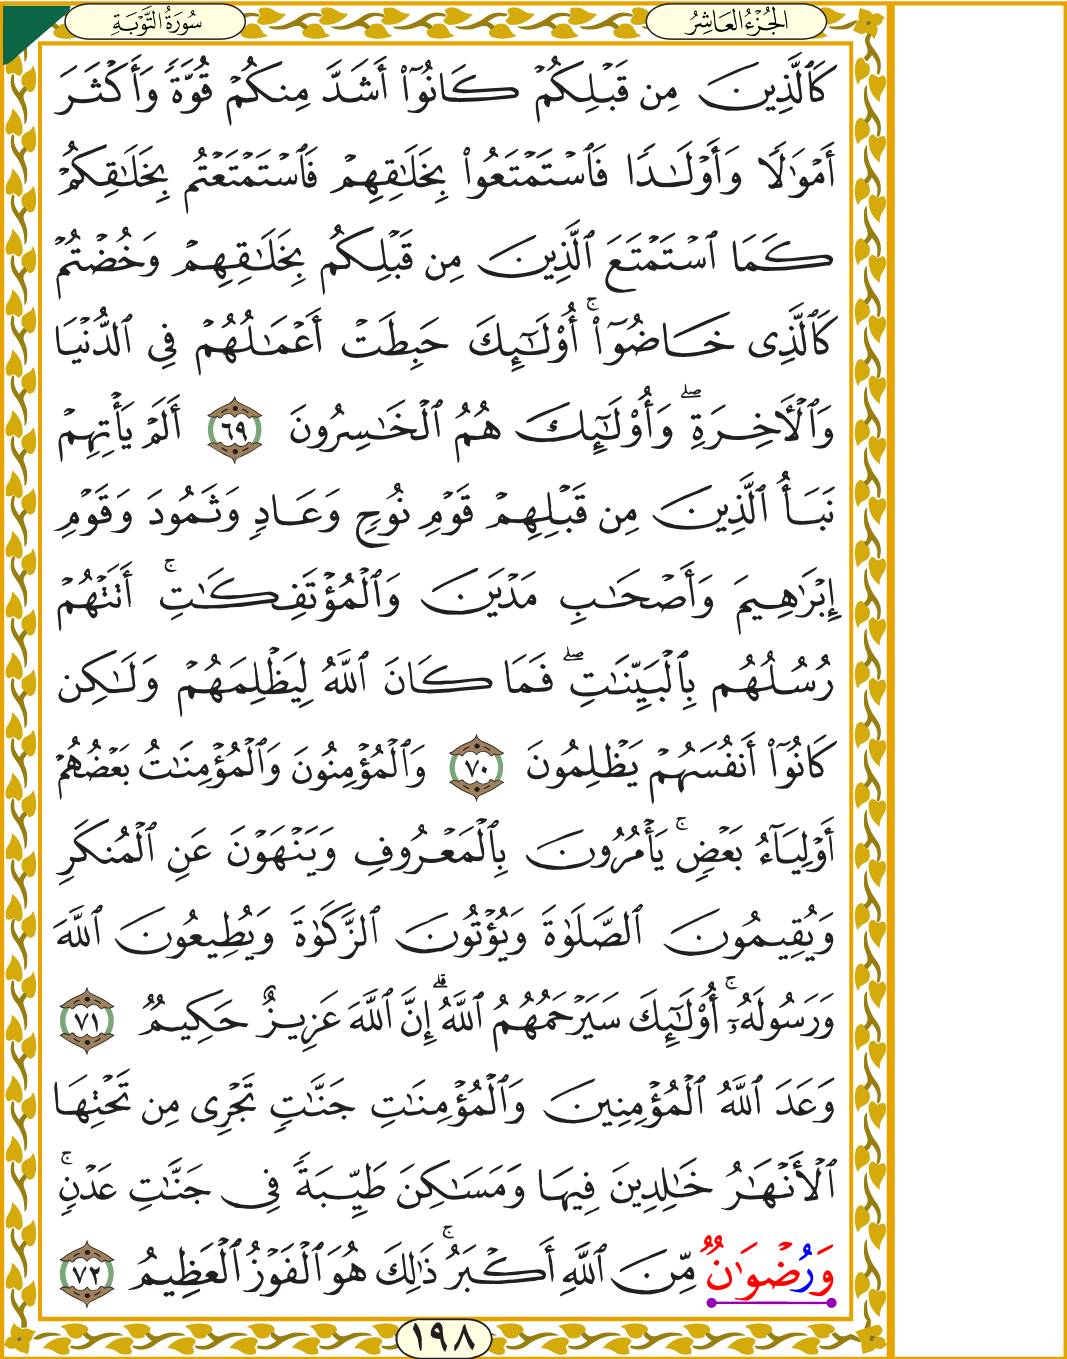 الجُزْءُ العَاشِرُ سُورَةُ التَّوْبَةِ
كَٱلَّذِينَ مِن قَبۡلِكُمۡ كَانُوٓاْ أَشَدَّ مِنكُمۡ قُوَّةٗ وَأَكۡثَرَ
أَمۡوَٰلٗا وَأَوۡلَٰدٗا فَٱسۡتَمۡتَعُواْ بِخَلَٰقِهِمۡ فَٱسۡتَمۡتَعۡتُم بِخَلَٰقِكُمۡ
كَمَا ٱسۡتَمۡتَعَ ٱلَّذِينَ مِن قَبۡلِكُم بِخَلَٰقِهِمۡ وَخُضۡتُمۡ
كَٱلَّذِي خَاضُوٓاْۚ أُوْلَٰٓئِكَ حَبِطَتۡ أَعۡمَٰلُهُمۡ فِي ٱلدُّنۡيَا
وَٱلۡأٓخِرَةِۖ وَأُوْلَٰٓئِكَ هُمُ ٱلۡخَٰسِرُونَ ٦٩ أَلَمۡ يَأۡتِهِمۡ
نَبَأُ ٱلَّذِينَ مِن قَبۡلِهِمۡ قَوۡمِ نُوحٖ وَعَادٖ وَثَمُودَ وَقَوۡمِ
إِبۡرَٰهِيمَ وَأَصۡحَٰبِ مَدۡيَنَ وَٱلۡمُؤۡتَفِكَٰتِۚ أَتَتۡهُمۡ
رُسُلُهُم بِٱلۡبَيِّنَٰتِۖ فَمَا كَانَ ٱللَّهُ لِيَظۡلِمَهُمۡ وَلَٰكِن
كَانُوٓاْ أَنفُسَهُمۡ يَظۡلِمُونَ ٧٠ وَٱلۡمُؤۡمِنُونَ وَٱلۡمُؤۡمِنَٰتُ بَعۡضُهُمۡ
أَوۡلِيَآءُ بَعۡضٖۚ يَأۡمُرُونَ بِٱلۡمَعۡرُوفِ وَيَنۡهَوۡنَ عَنِ ٱلۡمُنكَرِ
وَيُقِيمُونَ ٱلصَّلَوٰةَ وَيُؤۡتُونَ ٱلزَّكَوٰةَ وَيُطِيعُونَ ٱللَّهَ
وَرَسُولَهُۥٓۚ أُوْلَٰٓئِكَ سَيَرۡحَمُهُمُ ٱللَّهُۗ إِنَّ ٱللَّهَ عَزِيزٌ حَكِيمٞ ٧١
وَعَدَ ٱللَّهُ ٱلۡمُؤۡمِنِينَ وَٱلۡمُؤۡمِنَٰتِ جَنَّٰتٖ تَجۡرِي مِن تَحۡتِهَا
ٱلۡأَنۡهَٰرُ خَٰلِدِينَ فِيهَا وَمَسَٰكِنَ طَيِّبَةٗ فِي جَنَّٰتِ عَدۡنٖۚ
وَرُضۡوَٰنٞ مِّنَ ٱللَّهِ أَكۡبَرُۚ ذَٰلِكَ هُوَ ٱلۡفَوۡزُ ٱلۡعَظِيمُ ٧٢
١٩٨